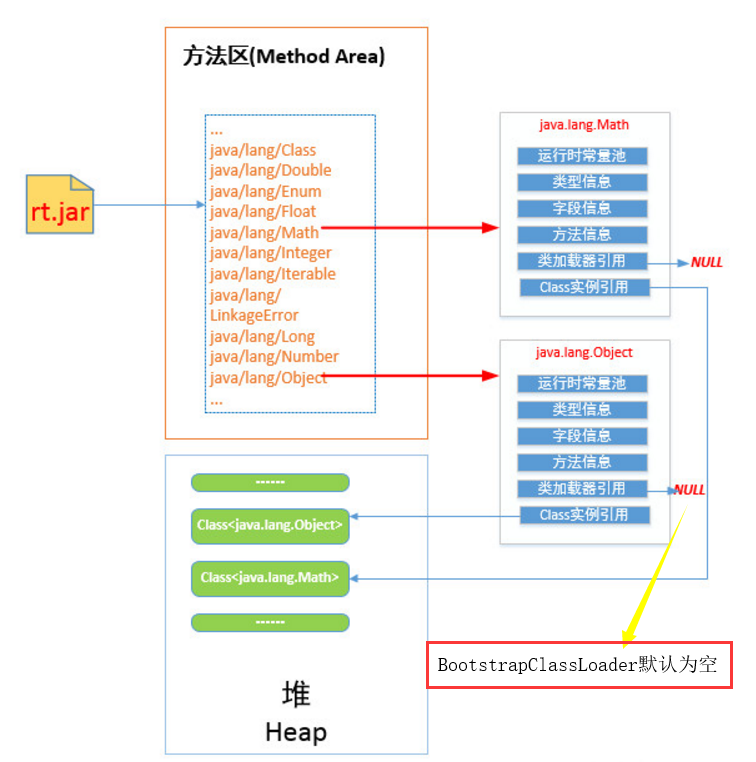 方法区(Method Area)
rt.jar
...
java/lang/Class
java/lang/Double
java/lang/Enum
java/lang/Float
java/lang/Math
java/lang/Integer
java/lang/Iterable
java/lang/
LinkageError
java/lang/Long
java/lang/Number
java/lang/Object
...
java.lang.Math
运行时常量池
类型信息
字段信息
方法信息
类加载器引用
NULL
Class实例引用
java.lang.Object
运行时常量池
类型信息
字段信息
方法信息
类加载器引用
NULL
Class实例引用
------
Class<java.lang.Object>
Class<java.lang.Math>
------
堆
Heap
BootstrapClassLoader默认为空